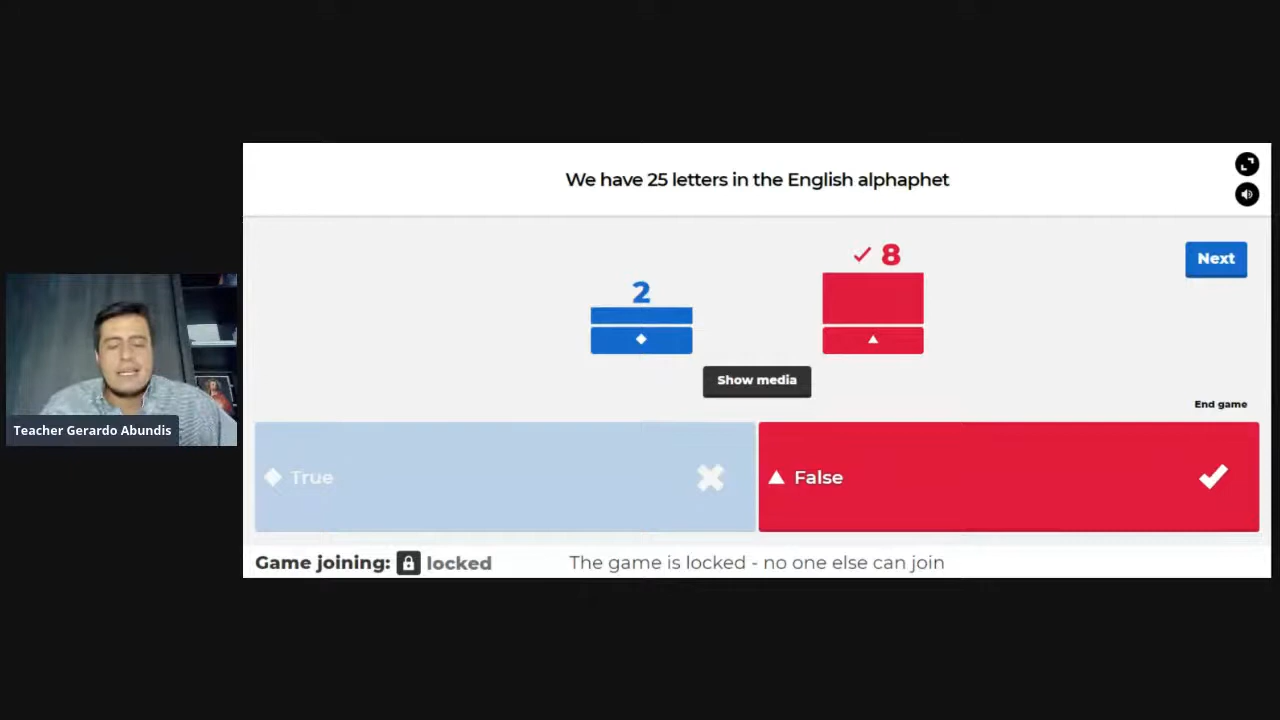 We have 25 letters in the English alphaphet
2
8
Next
Show media
End game
Teacher Gerardo Abundis
True
False
Game joining: locked
The game is locked - no one else can join